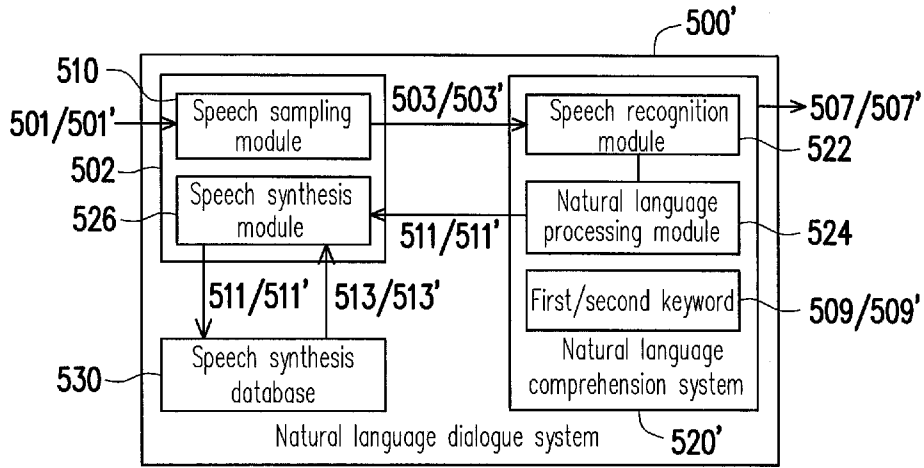 500'
510
Speech sampling
module
501/501'
503/503'
Speech recognition
module
507/507'
522
502
526
Speech synthesis
module
511/511'
Natural language
processing module
524
511/511'
513/513'
First/second keyword
509/509'
530
Speech synthesis
database
Natural language
comprehension system
Natural language dialogue system
520'